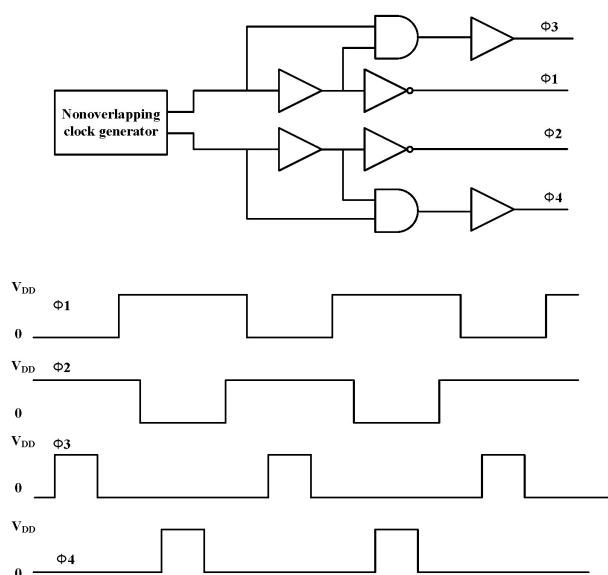 Φ3
Φ1
Nonoverlapping
clock generator
Φ2
Φ4
VDD
Φ1
0
VDD
Φ2
0
VDD
Φ3
0
VDD
Φ4
0